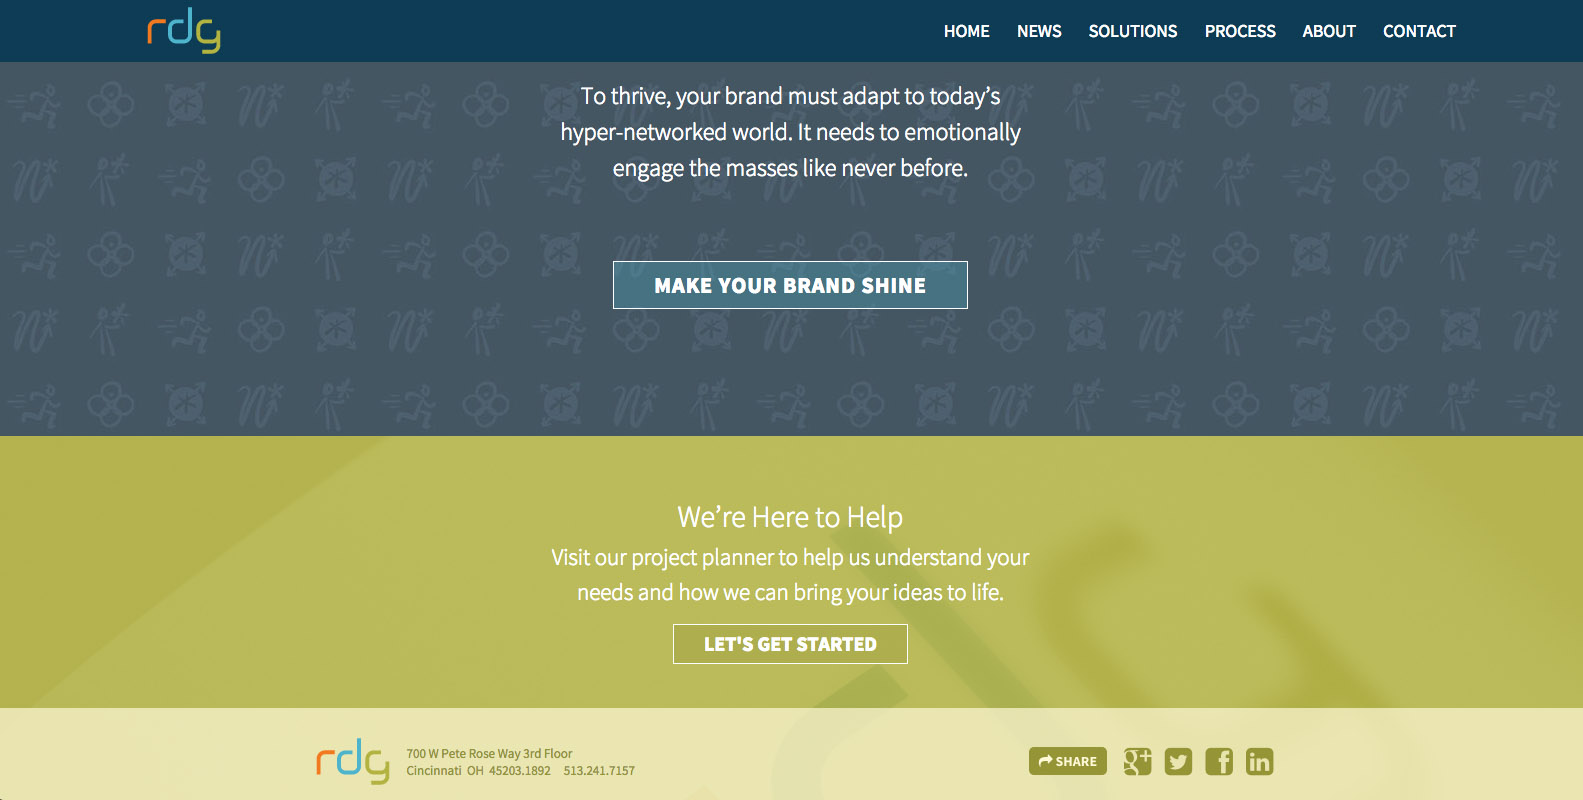 rdg
HOME NEWS SOLUTIONS PROCESS ABOUT CONTACT
To thrive, your brand must adapt to today’s
hyper-networked world. It needs to emotionally
engage the masses like never before.
MAKE YOUR BRAND SHINE
We’re Here to Help
Visit our project planner to help us understand your
needs and how we can bring your ideas to life.
LET'S GET STARTED
rdg
700 W Pete Rose Way 3rd Floor
Cincinnati OH 45203.1892 513.241.7157
SHARE